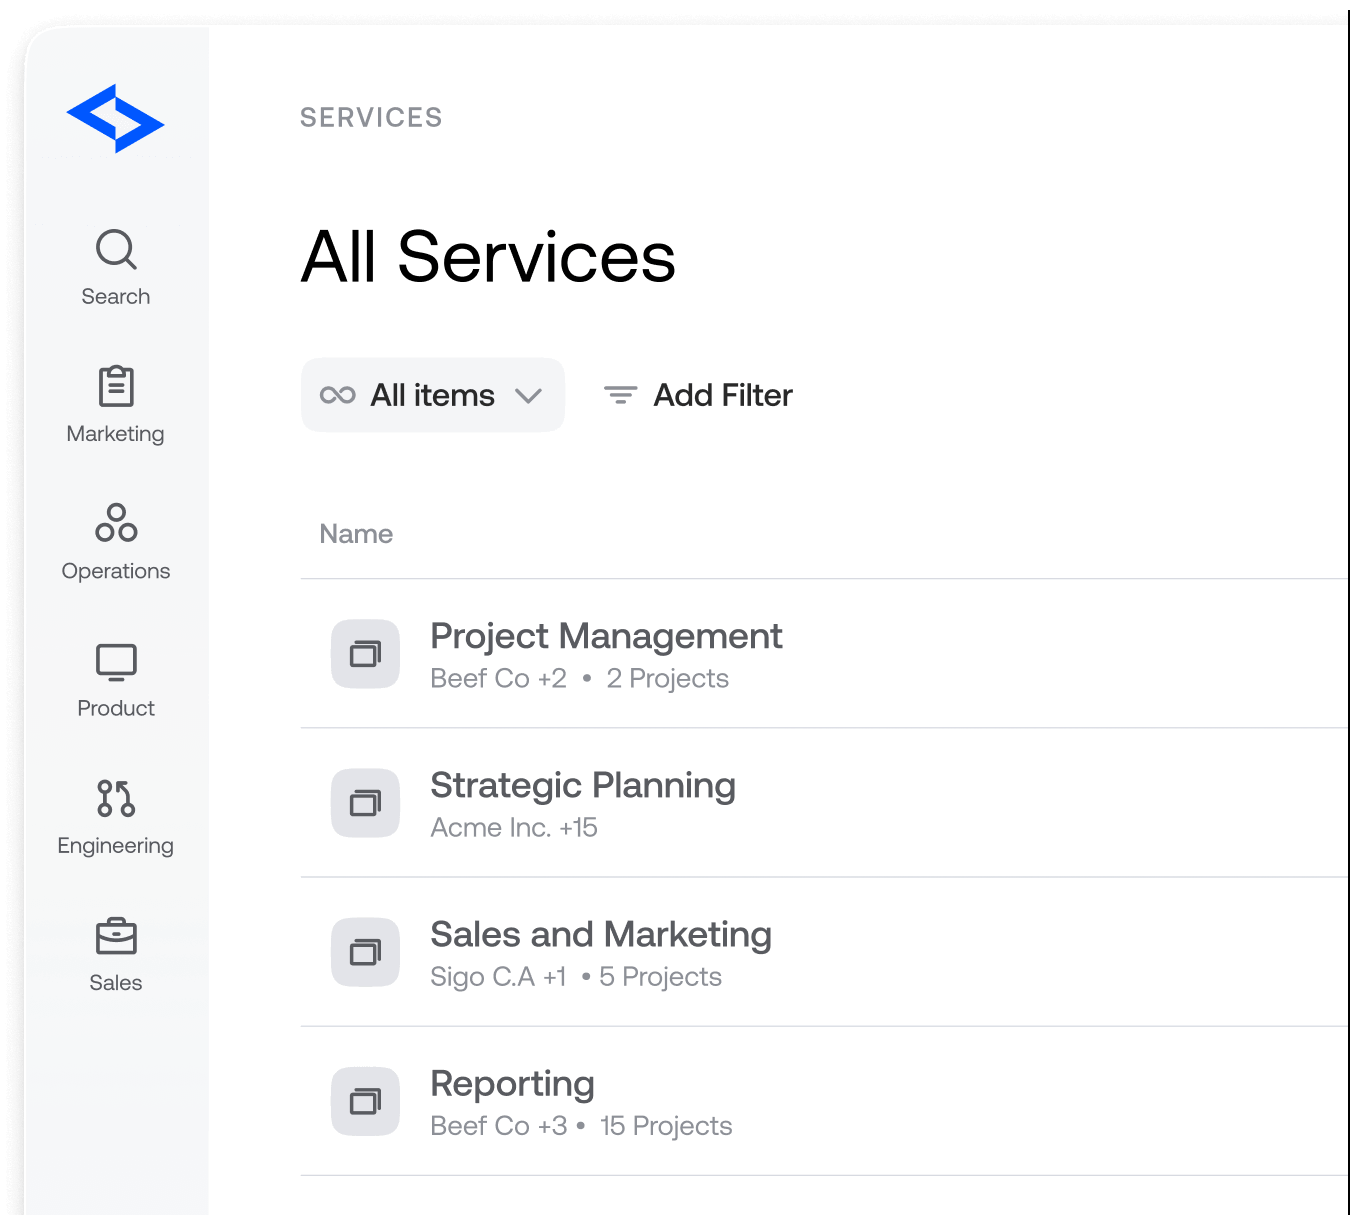 Search
Marketing
Operations
Product
Engineering
Sales
SERVICES
All Services
All items
Add Filter
Name
Project Management
Beef Co +2 • 2 Projects
Strategic Planning
Acme Inc. +15
Sales and Marketing
Sigo C.A +1 • 5 Projects
Reporting
Beef Co +3 • 15 Projects